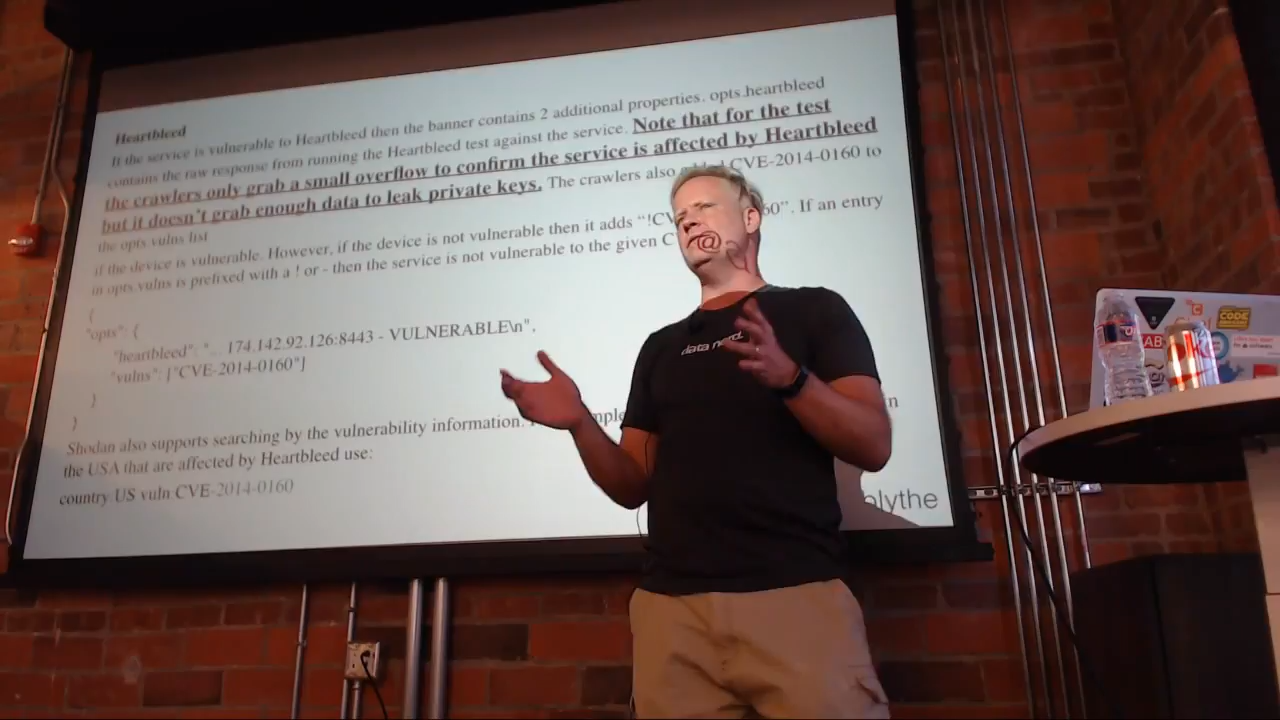 Heartbleed
If the service is vulnerable to Heartbleed then the banner contains 2 additional properties. opts.heartbleed
contains the raw response from running the Heartbleed test against the service. Note that for the test
the crawlers only grab a small overflow to confirm the service is affected by Heartbleed
but it doesn't grab enough data to leak private keys. The crawlers also CVE-2014-0160 to
the opts vulns list
if the device is vulnerable. However, if the device is not vulnerable then it adds "!CV 60". If an entry
in opts vulns is prefixed with a ! or - then the service is not vulnerable to the given C
{
"opts": {
"heartbleed": "... 174.142.92.126:8443 - VULNERABLE\n",
"vulns": ["CVE-2014-0160"]
}
}
Shodan also supports searching by the vulnerability information.
the USA that are affected by Heartbleed use:
country US vuln CVE-2014-0160
@
lythe
data nerd.
CODE